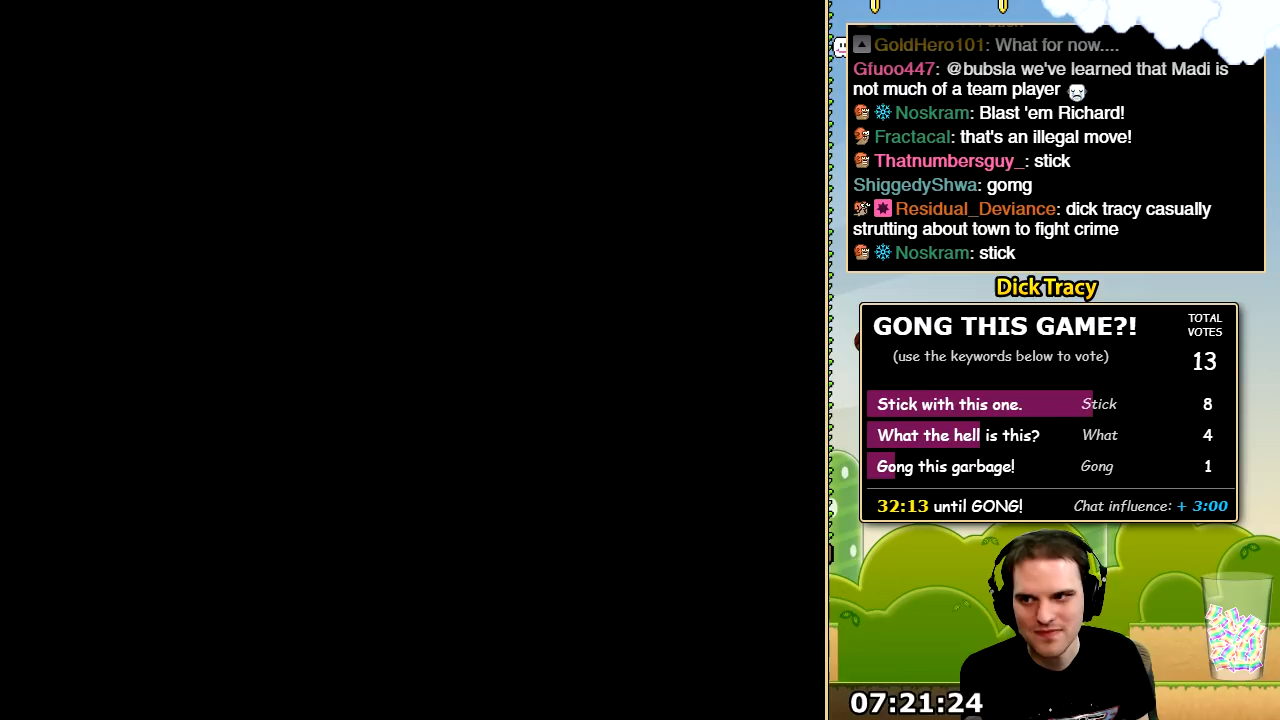 GoldHero101: What for now....
Gfuoo447: @bubsla we've learned that Madi is
not much of a team player
Noskram: Blast 'em Richard!
Fractacal: that's an illegal move!
Thatnumbersguy_: stick
ShiggedyShwa: gomg
Residual_Deviance: dick tracy casually
strutting about town to fight crime
Noskram: stick
Dick Tracy
GONG THIS GAME?!
TOTAL
VOTES
(use the keywords below to vote)
13
Stick with this one. Stick 8
What the hell is this? What 4
Gong this garbage! Gong 1
32:13 until GONG! Chat influence: + 3:00
07:21:24